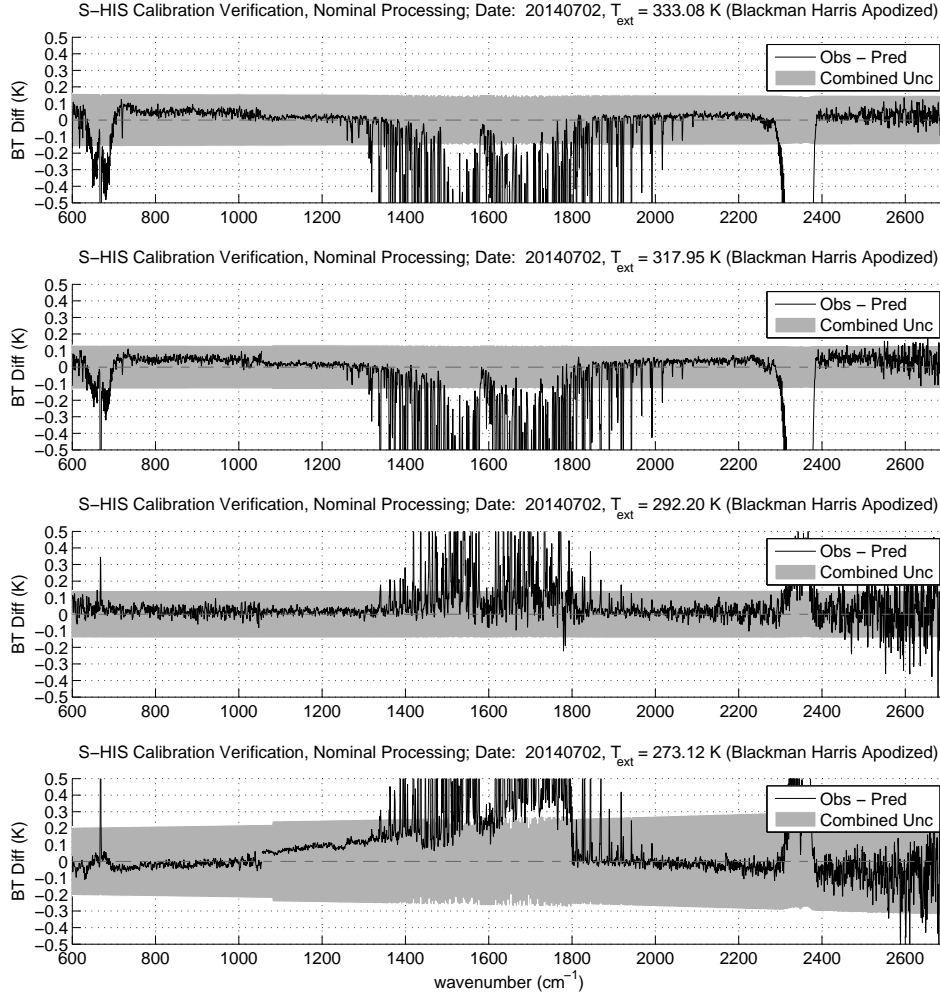 S−HIS Calibration Verification, Nominal Processing; Date: 20140702, T_ext = 333.08 K (Blackman Harris Apodized)
0.5
0.4
0.3
0.2
0.1
0
−0.1
−0.2
−0.3
−0.4
−0.5
BT Diff (K)
Obs − Pred
Combined Unc
600 800 1000 1200 1400 1600 1800 2000 2200 2400 2600
S−HIS Calibration Verification, Nominal Processing; Date: 20140702, T_ext = 317.95 K (Blackman Harris Apodized)
0.5
0.4
0.3
0.2
0.1
0
−0.1
−0.2
−0.3
−0.4
−0.5
BT Diff (K)
Obs − Pred
Combined Unc
600 800 1000 1200 1400 1600 1800 2000 2200 2400 2600
S−HIS Calibration Verification, Nominal Processing; Date: 20140702, T_ext = 292.20 K (Blackman Harris Apodized)
0.5
0.4
0.3
0.2
0.1
0
−0.1
−0.2
−0.3
−0.4
−0.5
BT Diff (K)
Obs − Pred
Combined Unc
600 800 1000 1200 1400 1600 1800 2000 2200 2400 2600
S−HIS Calibration Verification, Nominal Processing; Date: 20140702, T_ext = 273.12 K (Blackman Harris Apodized)
0.5
0.4
0.3
0.2
0.1
0
−0.1
−0.2
−0.3
−0.4
−0.5
BT Diff (K)
Obs − Pred
Combined Unc
600 800 1000 1200 1400 1600 1800 2000 2200 2400 2600
wavenumber (cm⁻¹)